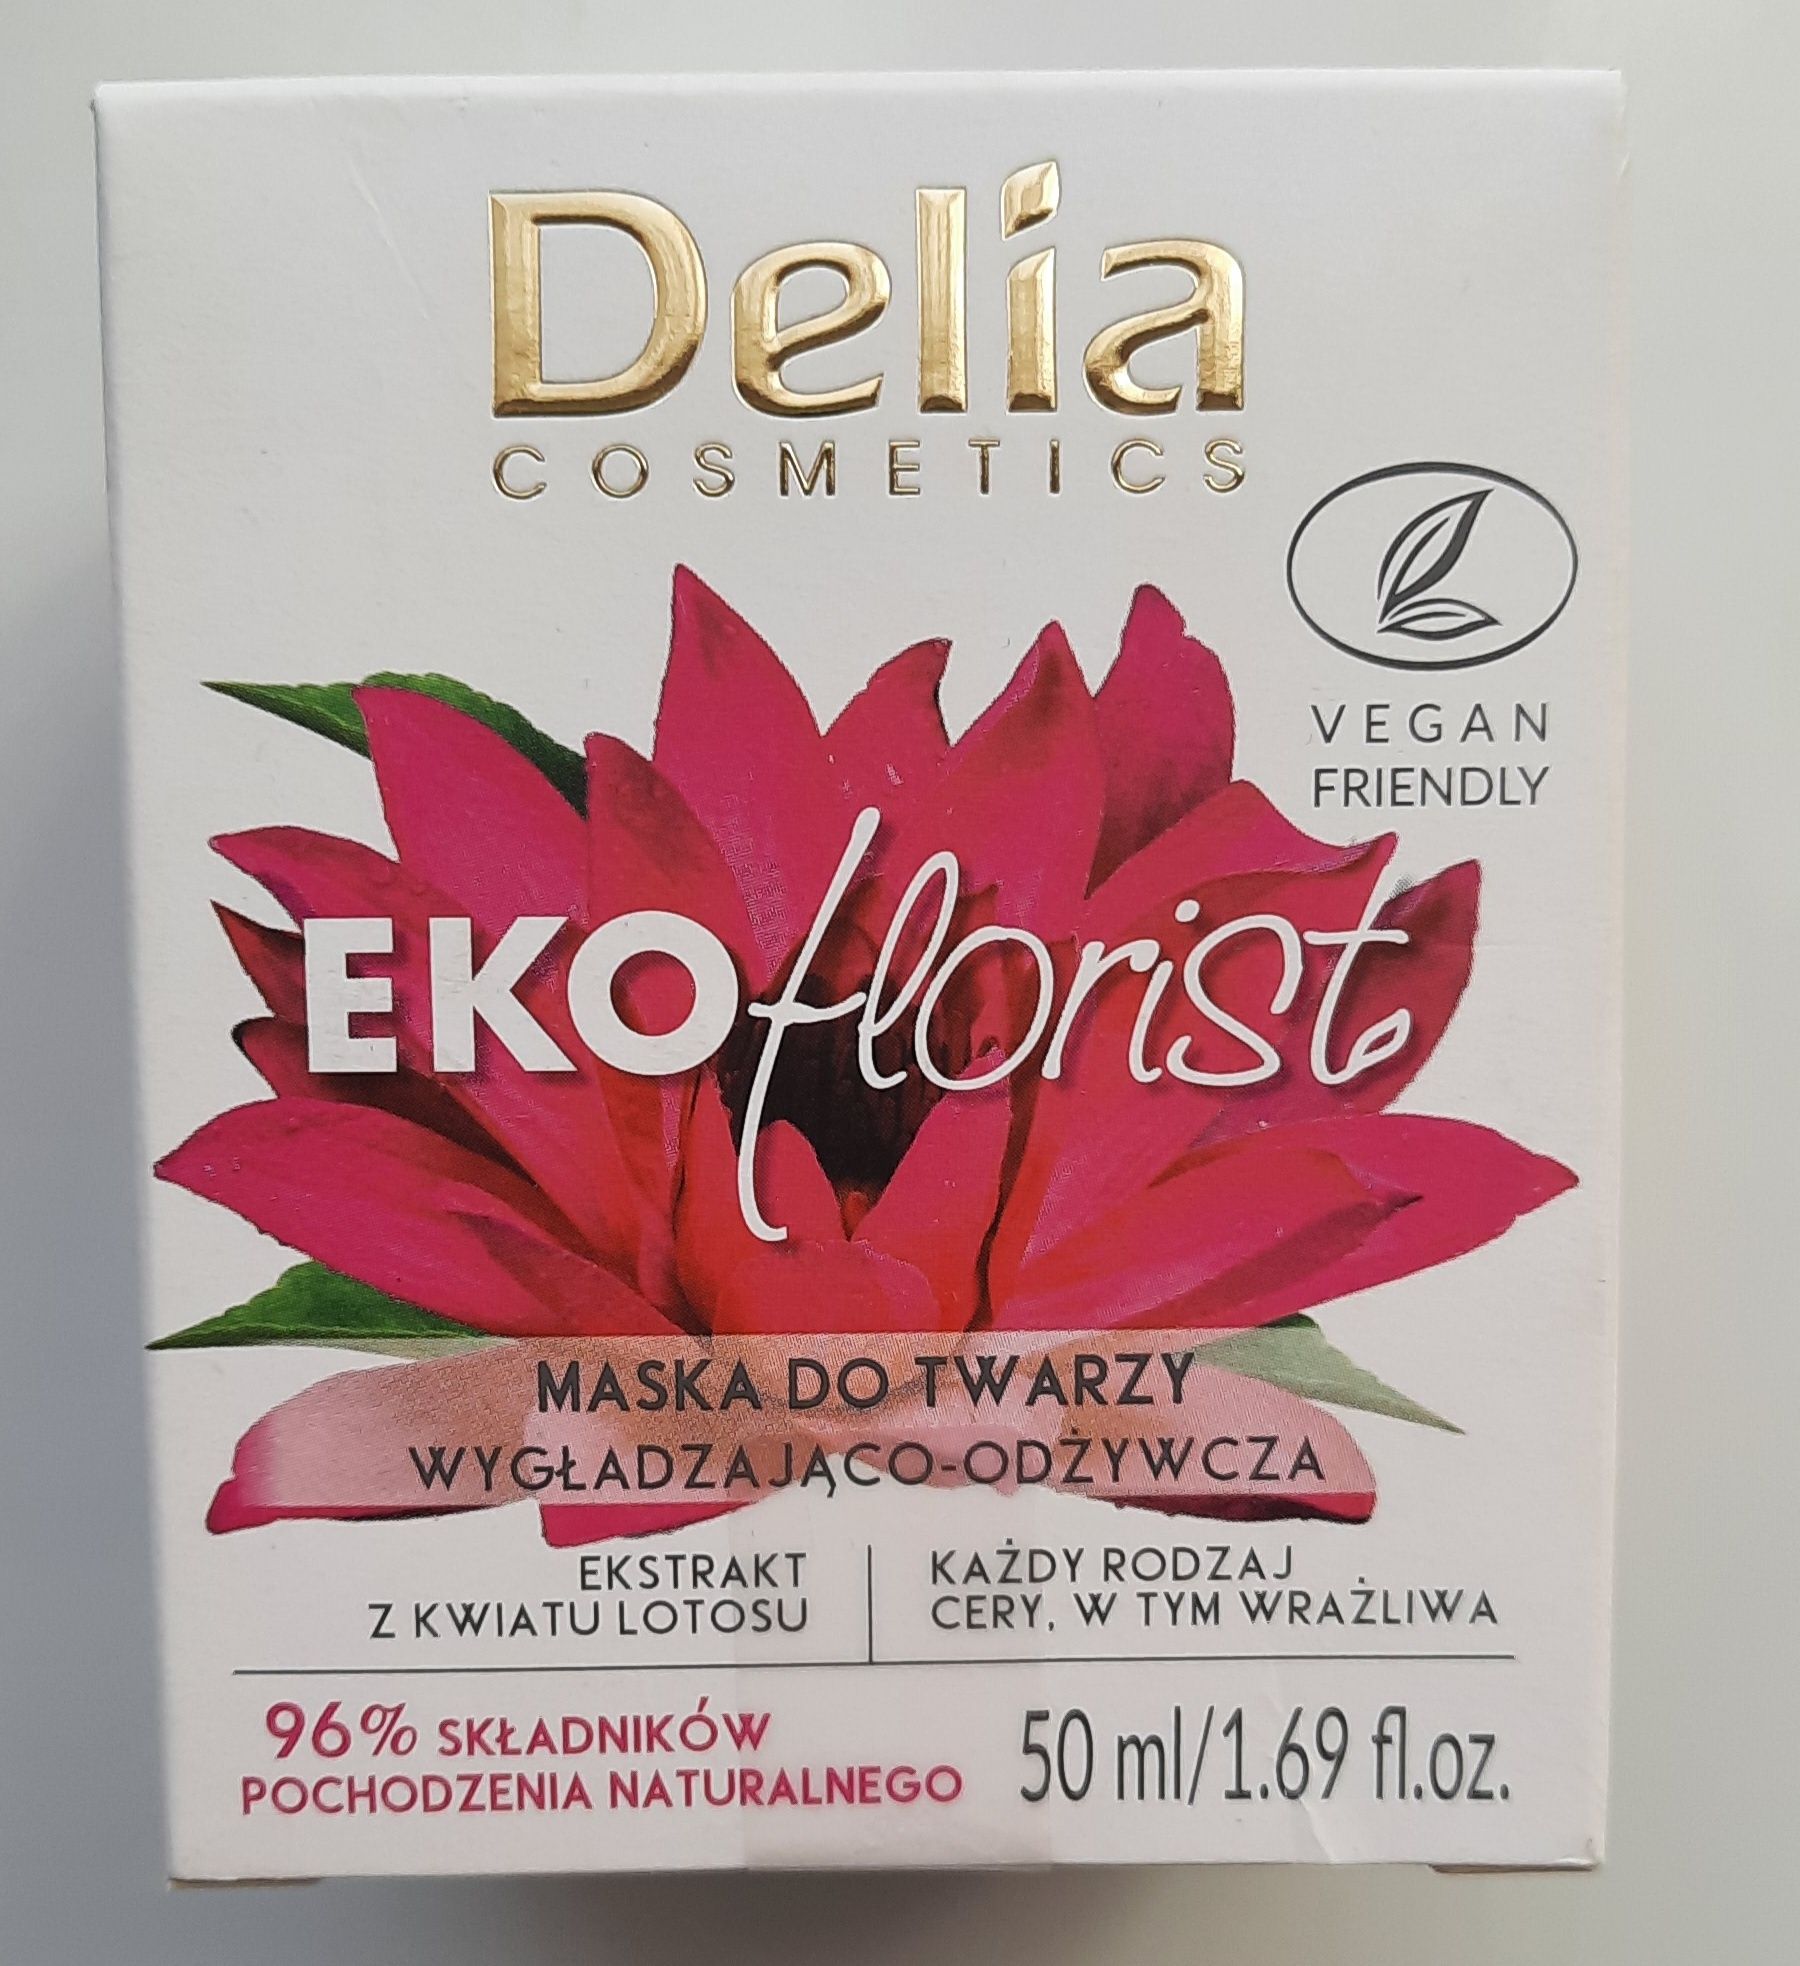 Delia
COSMETICS
VEGAN
FRIENDLY
EKOflorist
MASKA DO TWARZY
WYGŁADZAJĄCO-ODŻYWCZA
EKSTRAKT
Z KWIATU LOTOSU
KAŻDY RODZAJ
CERY, W TYM WRAŻLIWA
96% SKŁADNIKÓW
POCHODZENIA NATURALNEGO
50 ml/1.69 fl.oz.